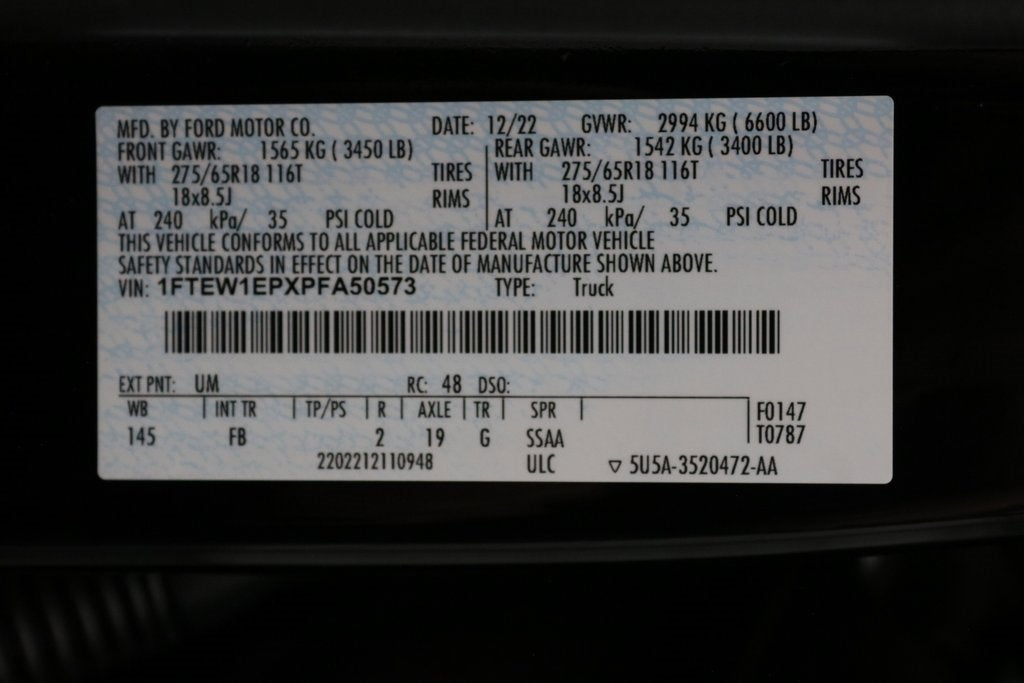 MFD. BY FORD MOTOR CO. DATE: 12/22 GVWR: 2994 KG ( 6600 LB)
FRONT GAWR: 1565 KG ( 3450 LB) REAR GAWR: 1542 KG ( 3400 LB)
WITH 275/65R18 116T TIRES WITH 275/65R18 116T TIRES
18x8.5J RIMS 18x8.5J RIMS
AT 240 kPa/ 35 PSI COLD AT 240 kPa/ 35 PSI COLD
THIS VEHICLE CONFORMS TO ALL APPLICABLE FEDERAL MOTOR VEHICLE
SAFETY STANDARDS IN EFFECT ON THE DATE OF MANUFACTURE SHOWN ABOVE.
VIN: 1FTEW1EPXPFA50573 TYPE: Truck
EXT PNT: UM RC: 48 DSO:
WB INT TR TP/PS R AXLE TR SPR F0147
145 FB 2 19 G SSAA T0787
2202212110948 ULC ▽ 5U5A-3520472-AA